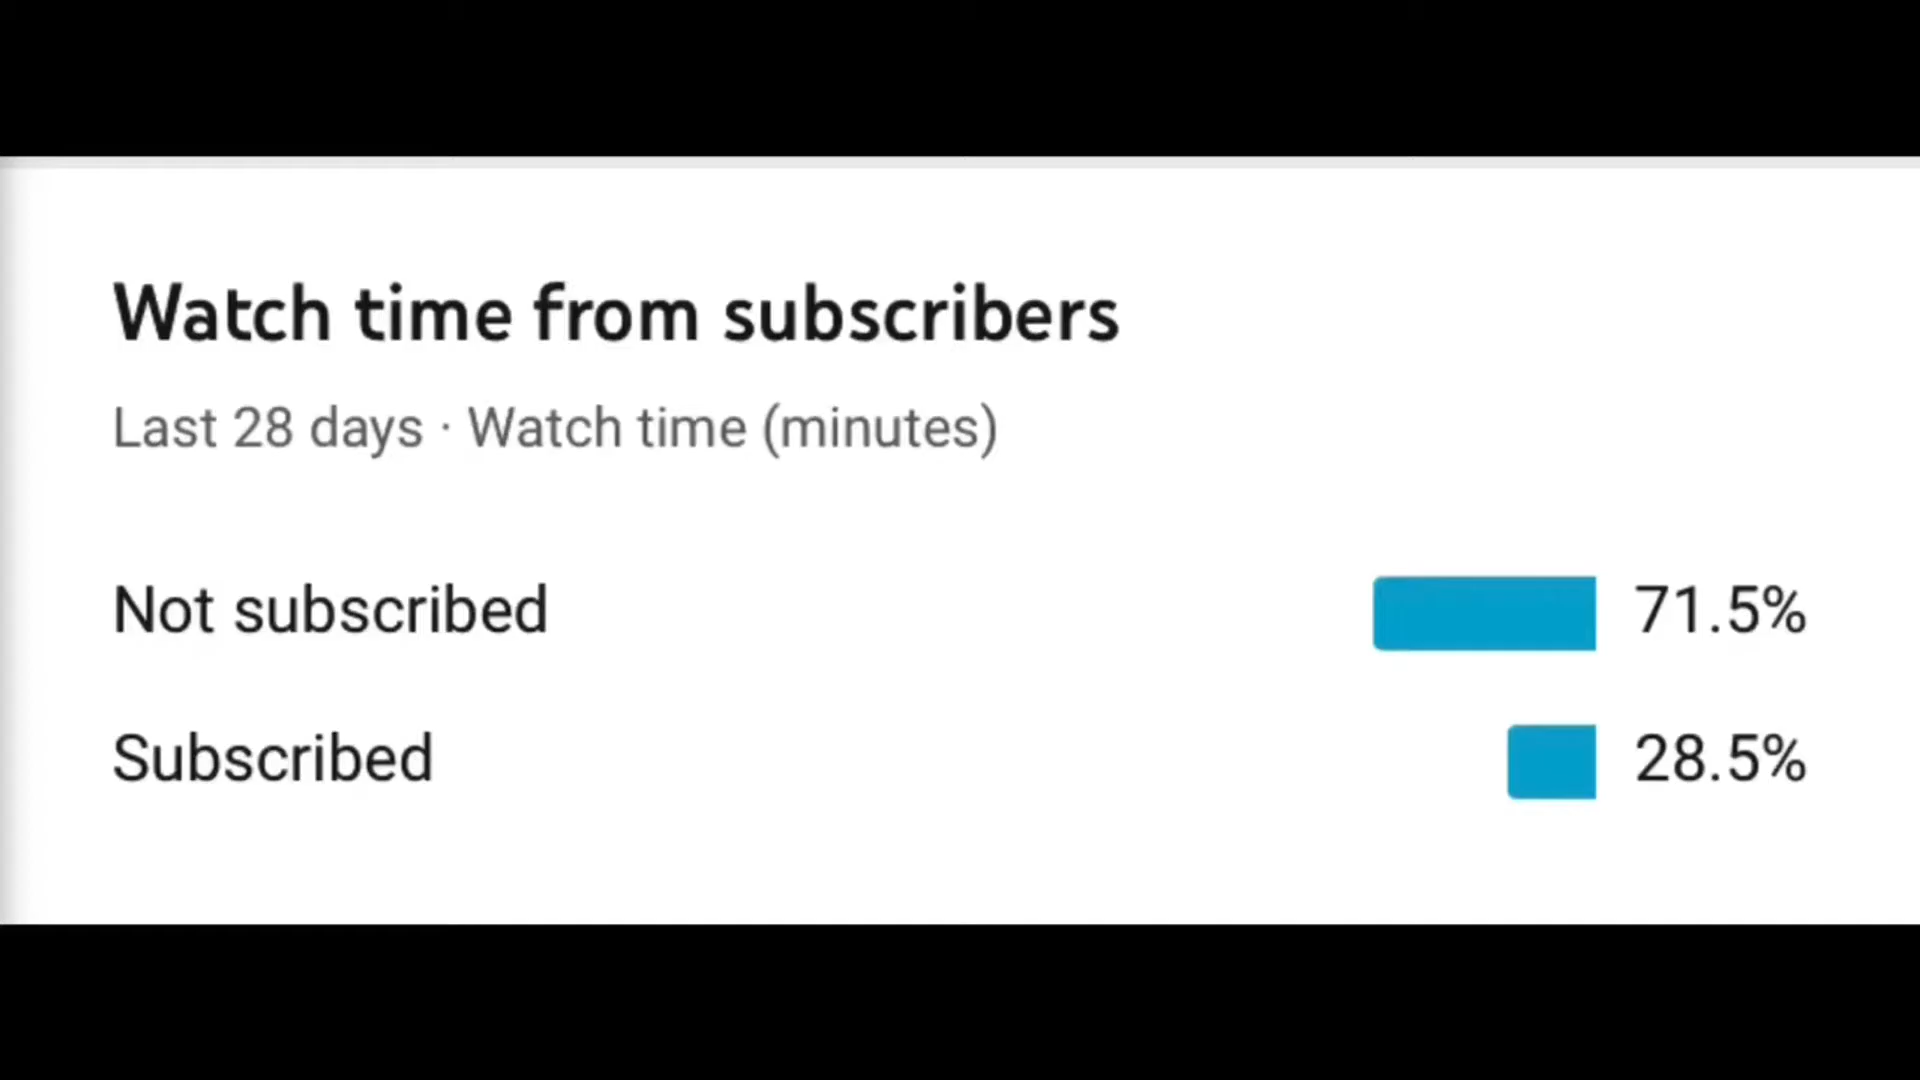 Watch time from subscribers
Last 28 days · Watch time (minutes)
Not subscribed 71.5%
Subscribed 28.5%